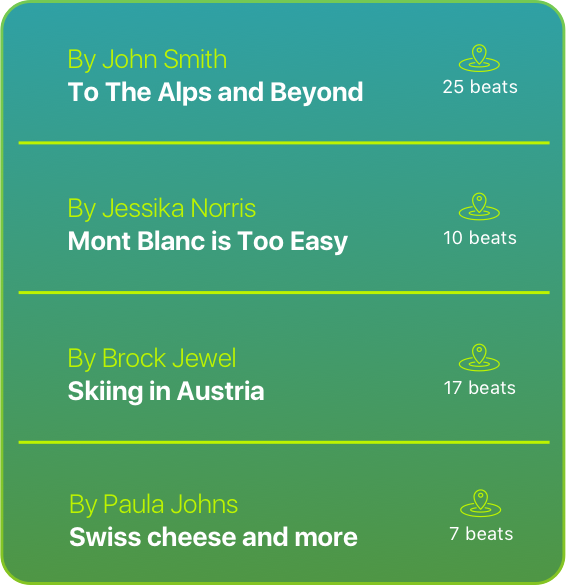 By John Smith
To The Alps and Beyond
25 beats
By Jessika Norris
Mont Blanc is Too Easy
10 beats
By Brock Jewel
Skiing in Austria
17 beats
By Paula Johns
Swiss cheese and more
7 beats